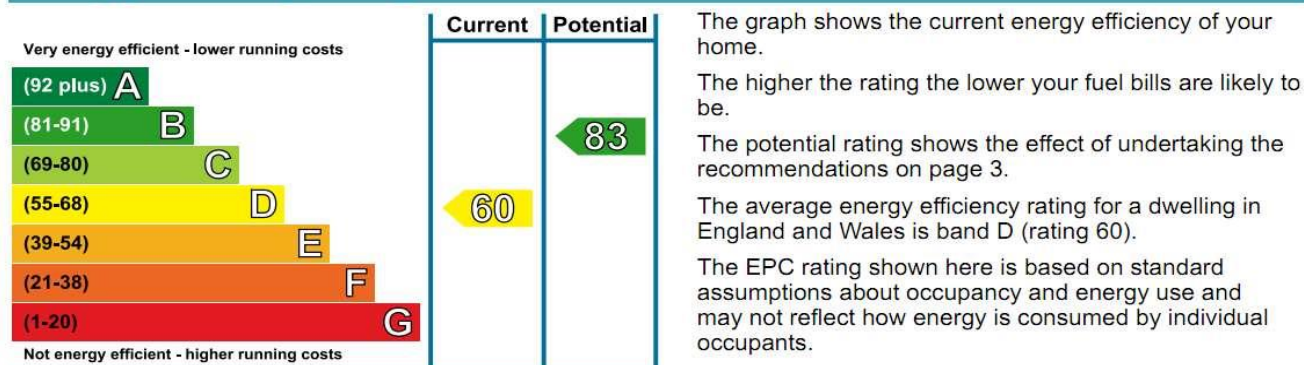 Very energy efficient - lower running costs
(92 plus) A
(81-91) B
(69-80) C
(55-68) D
(39-54) E
(21-38) F
(1-20) G
Not energy efficient - higher running costs
Current Potential
83
60
The graph shows the current energy efficiency of your
home.
The higher the rating the lower your fuel bills are likely to
be.
The potential rating shows the effect of undertaking the
recommendations on page 3.
The average energy efficiency rating for a dwelling in
England and Wales is band D (rating 60).
The EPC rating shown here is based on standard
assumptions about occupancy and energy use and
may not reflect how energy is consumed by individual
occupants.